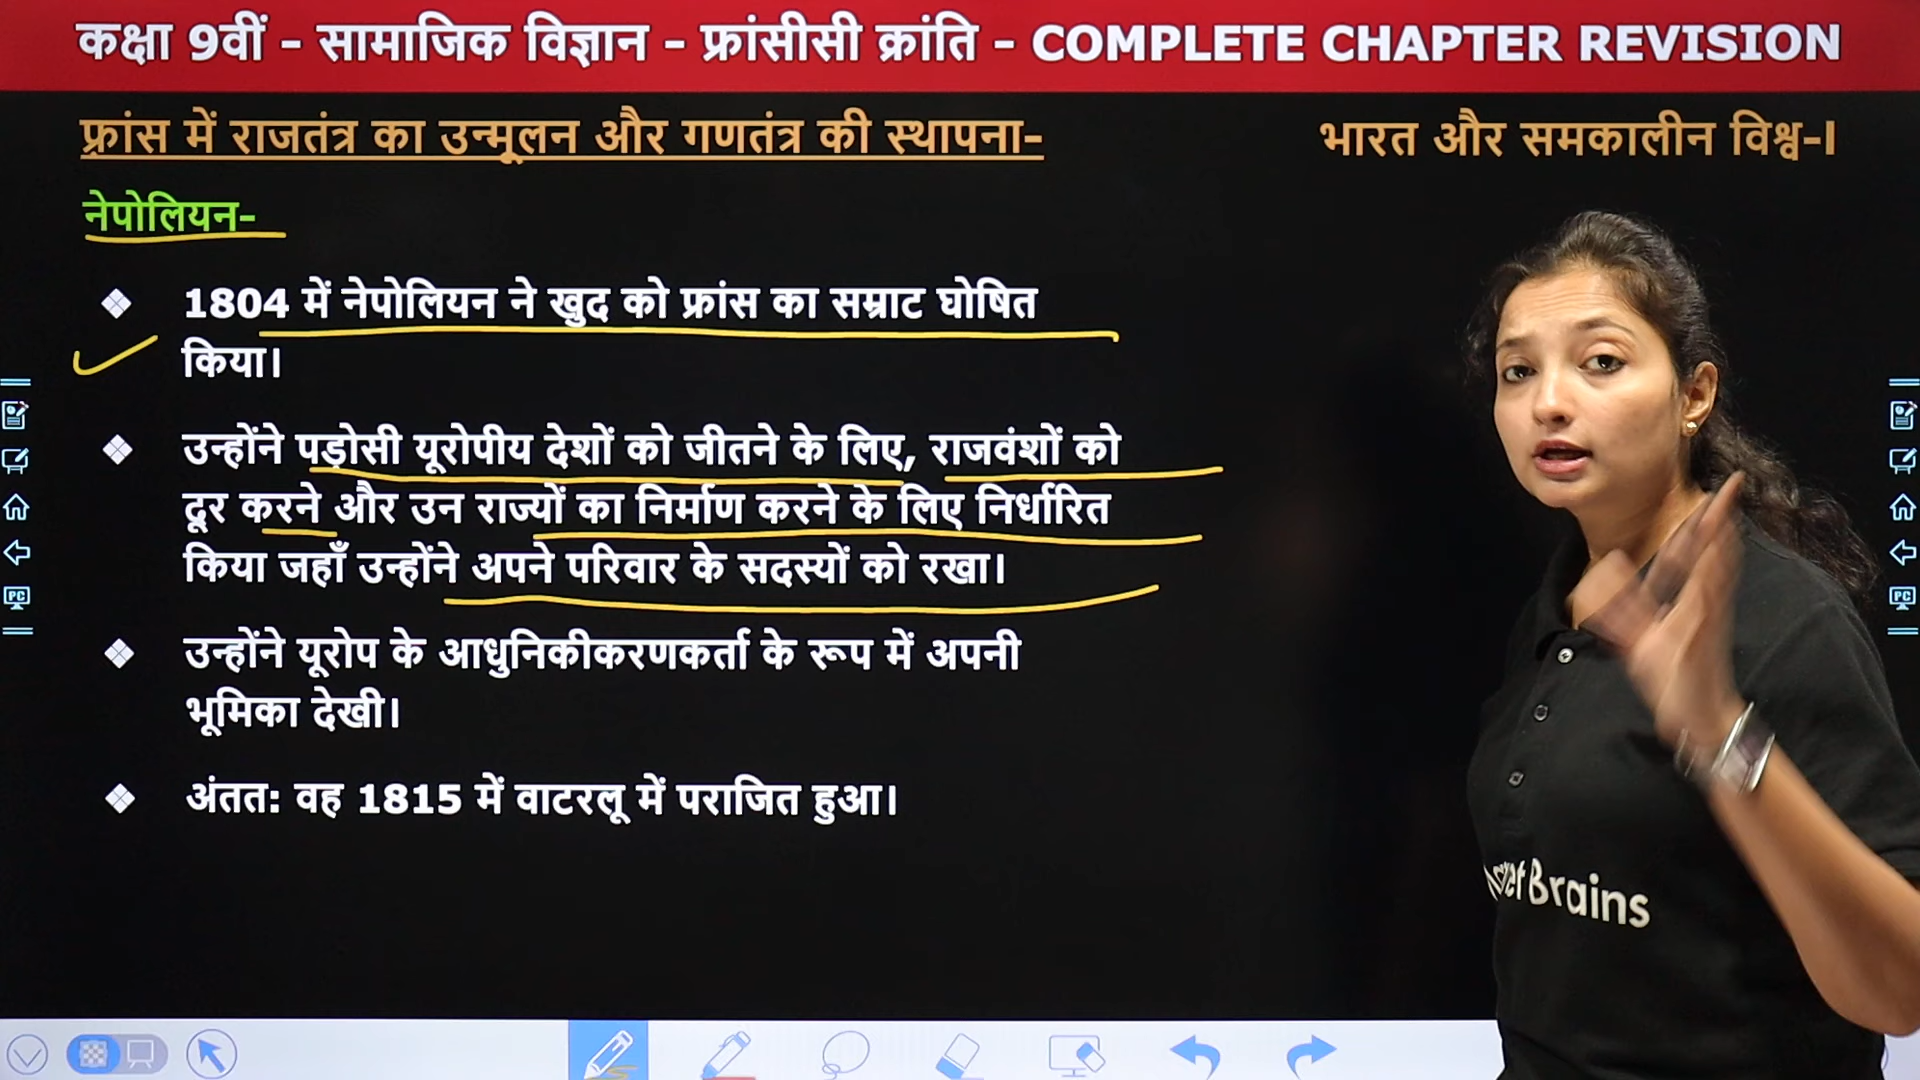 कक्षा 9वीं - सामाजिक विज्ञान - फ्रांसीसी क्रांति - COMPLETE CHAPTER REVISION
फ्रांस में राजतंत्र का उन्मूलन और गणतंत्र की स्थापना-
भारत और समकालीन विश्व-I
नेपोलियन-
❖ 1804 में नेपोलियन ने खुद को फ्रांस का सम्राट घोषित
किया।
❖ उन्होंने पड़ोसी यूरोपीय देशों को जीतने के लिए, राजवंशों को
दूर करने और उन राज्यों का निर्माण करने के लिए निर्धारित
किया जहाँ उन्होंने अपने परिवार के सदस्यों को रखा।
❖ उन्होंने यूरोप के आधुनिकीकरणकर्ता के रूप में अपनी
भूमिका देखी।
❖ अंतत: वह 1815 में वाटरलू में पराजित हुआ।
Brains
PC
PC